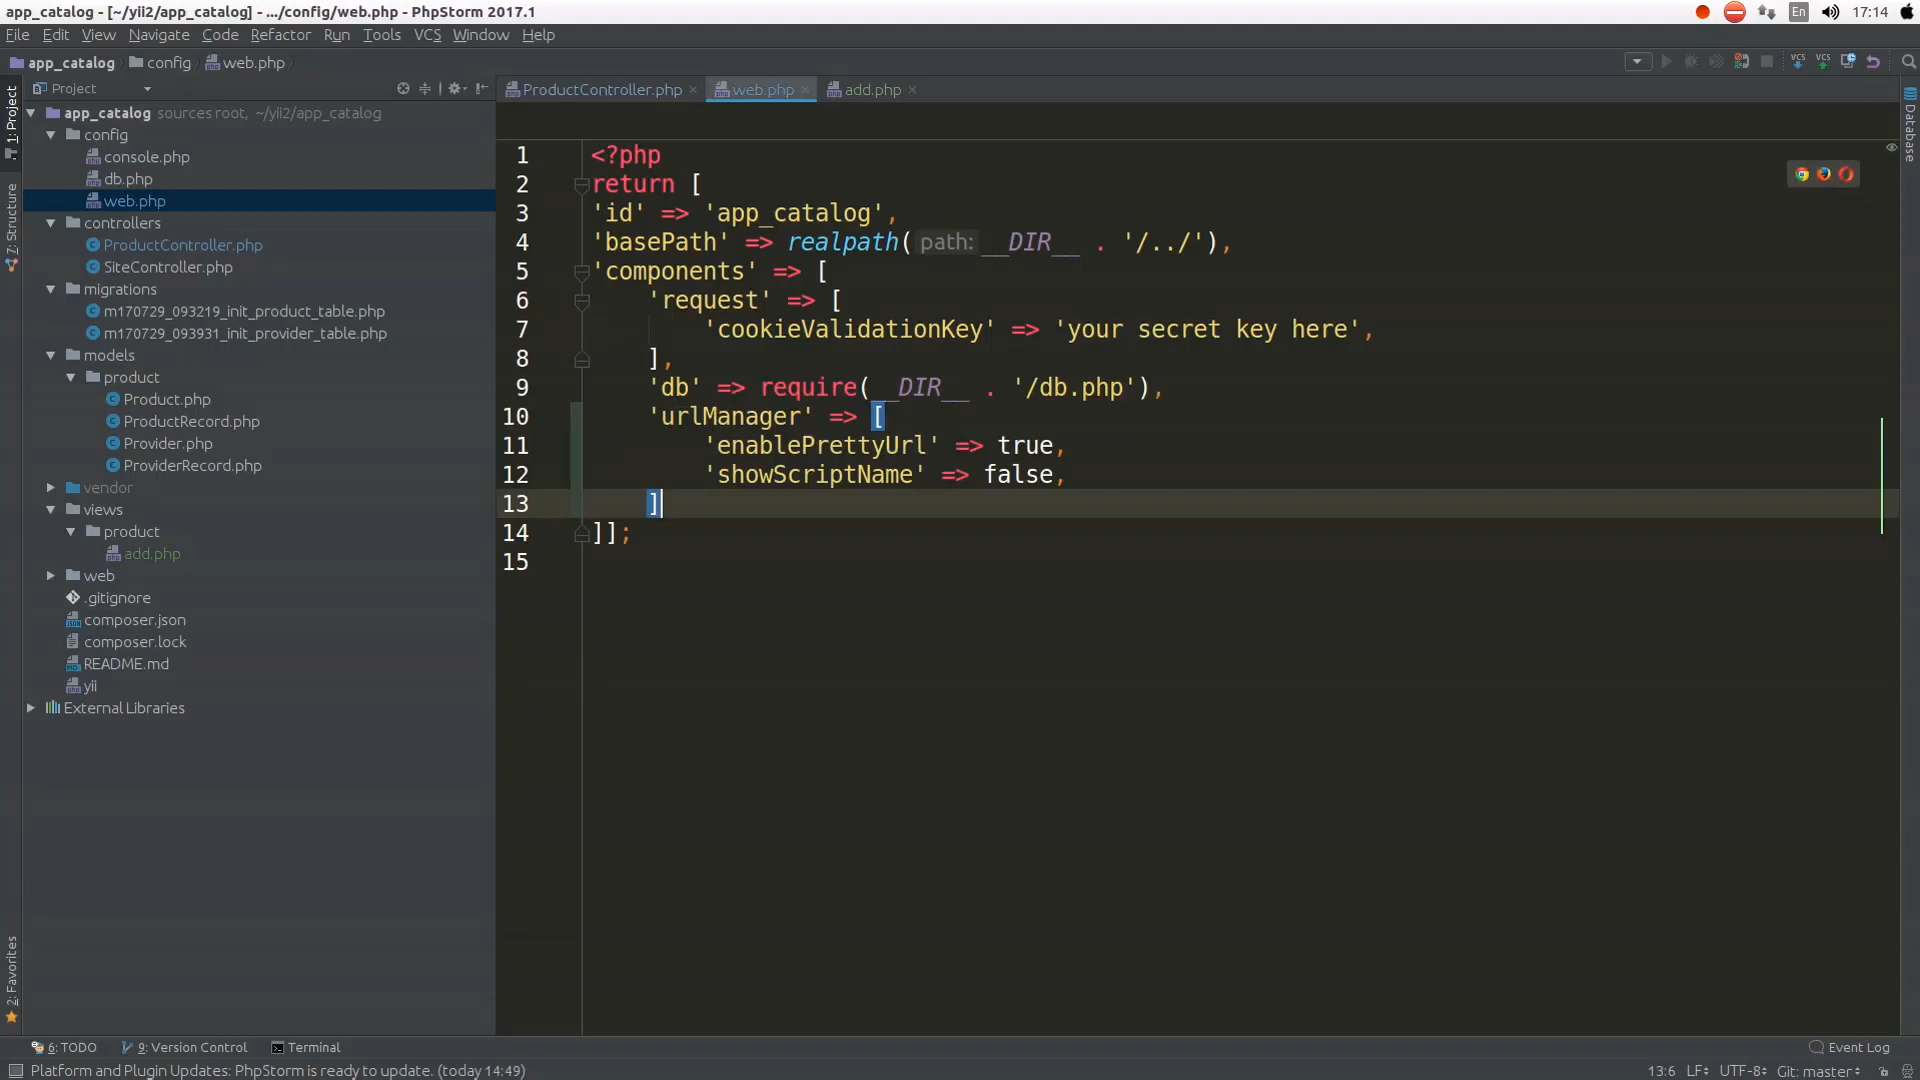 app_catalog - [~/yii2/app_catalog] - .../config/web.php - PhpStorm 2017.1
En
17:14
File Edit View Navigate Code Refactor Run Tools VCS Window Help
app_catalog config web.php
VCS VCS
1: Project
7: Structure
2: Favorites
Project
app_catalog sources root, ~/yii2/app_catalog
config
console.php
db.php
web.php
controllers
ProductController.php
SiteController.php
migrations
m170729_093219_init_product_table.php
m170729_093931_init_provider_table.php
models
product
Product.php
ProductRecord.php
Provider.php
ProviderRecord.php
vendor
views
product
add.php
web
.gitignore
composer.json
composer.lock
README.md
yii
External Libraries
ProductController.php web.php add.php
1 <?php
2 return [
3 'id' => 'app_catalog',
4 'basePath' => realpath( path: __DIR__ . '/../'),
5 'components' => [
6 'request' => [
7 'cookieValidationKey' => 'your secret key here',
8 ],
9 'db' => require(__DIR__ . '/db.php'),
10 'urlManager' => [
11 'enablePrettyUrl' => true,
12 'showScriptName' => false,
13 ]
14 ]];
15
Database
6: TODO 9: Version Control Terminal Event Log
Platform and Plugin Updates: PhpStorm is ready to update. (today 14:49) 13:6 LF UTF-8 Git: master